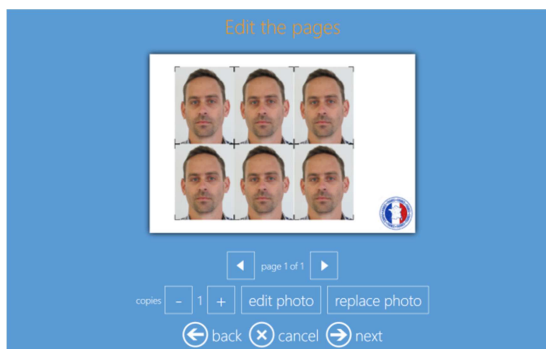 Edit the pages
page 1 of 1
copies - 1 + edit photo replace photo
back cancel next